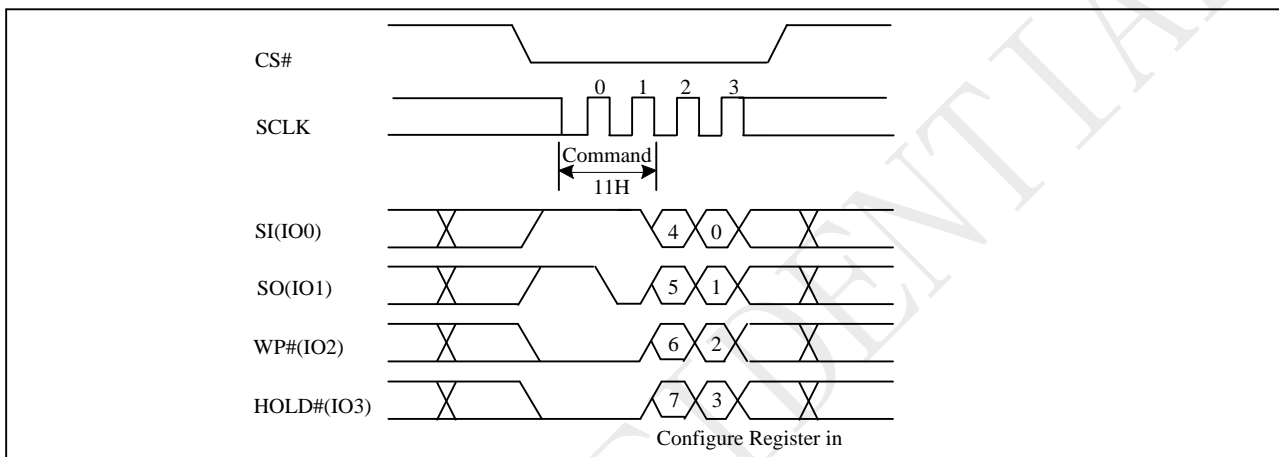 CS#
0 1 2 3
SCLK
Command
11H
SI(IO0) 4 0
SO(IO1) 5 1
WP#(IO2) 6 2
HOLD#(IO3) 7 3
Configure Register in